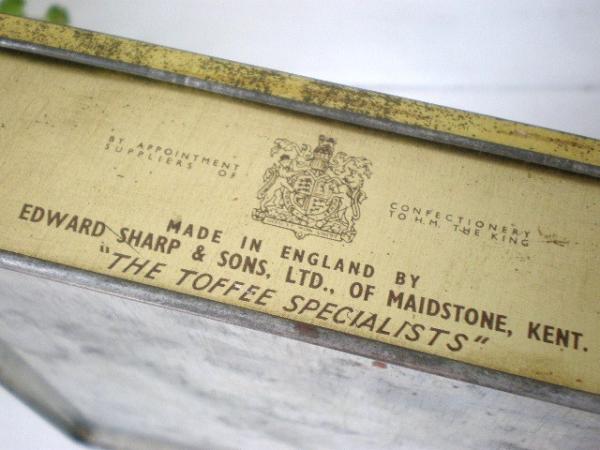 BY APPOINTMENT
SUPPLIERS OF
CONFECTIONERY
TO H.M. THE KING
MADE IN ENGLAND BY
EDWARD SHARP & SONS, LTD., OF MAIDSTONE, KENT.
"THE TOFFEE SPECIALISTS"